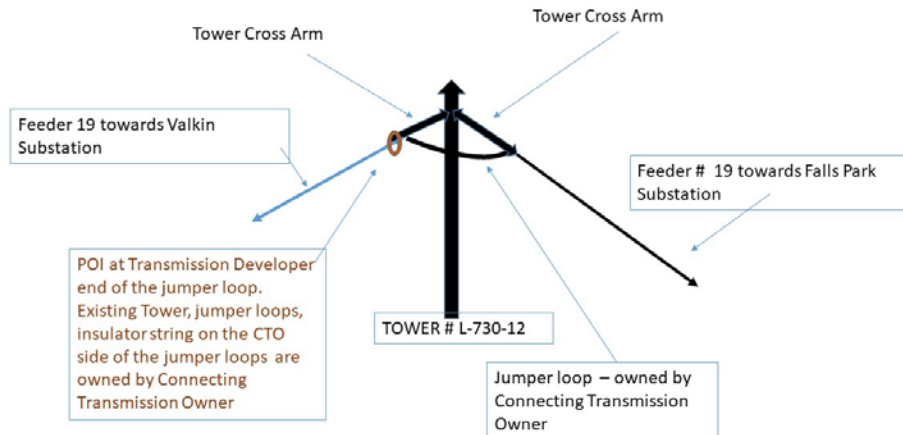 Tower Cross Arm
Tower Cross Arm
Feeder 19 towards Valkin
Substation
Feeder # 19 towards Falls Park
Substation
POI at Transmission Developer
end of the jumper loop.
Existing Tower, jumper loops,
insulator string on the CTO
side of the jumper loops are
owned by Connecting
Transmission Owner
TOWER # L-730-12
Jumper loop – owned by
Connecting Transmission
Owner